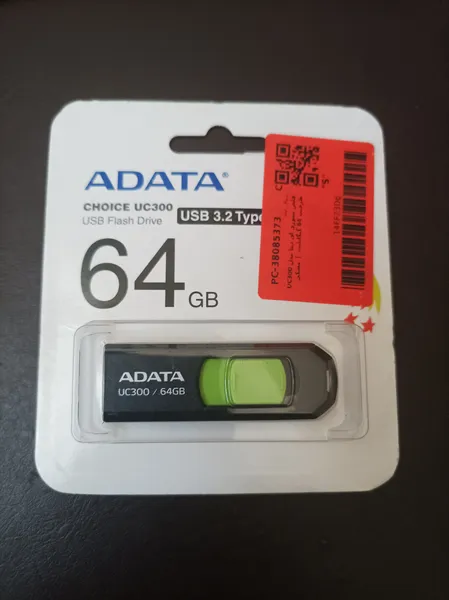 ADATA®
CHOICE UC300
USB Flash Drive
USB 3.2 Type
64 GB
PC-38085373
"S"
ADATA
UC300 / 64GB